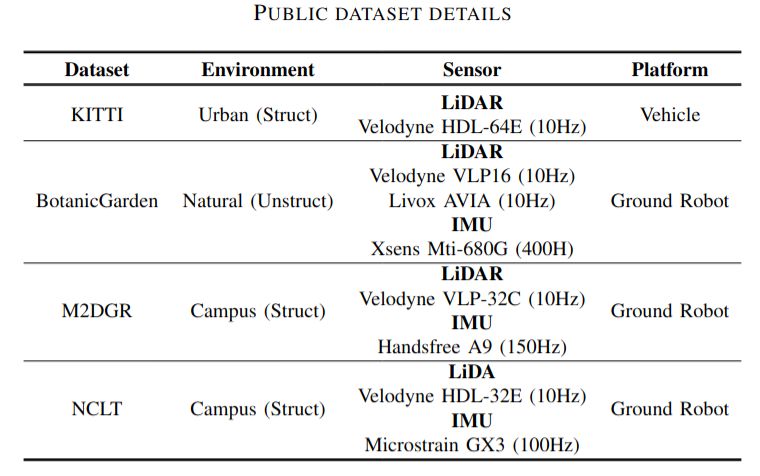 PUBLIC DATASET DETAILS
Dataset Environment Sensor Platform
KITTI Urban (Struct) LiDAR Velodyne HDL-64E (10Hz) Vehicle
BotanicGarden Natural (Unstruct) LiDAR Velodyne VLP16 (10Hz) Livox AVIA (10Hz) IMU Xsens Mti-680G (400H) Ground Robot
M2DGR Campus (Struct) LiDAR Velodyne VLP-32C (10Hz) IMU Handsfree A9 (150Hz) Ground Robot
NCLT Campus (Struct) LiDA Velodyne HDL-32E (10Hz) IMU Microstrain GX3 (100Hz) Ground Robot